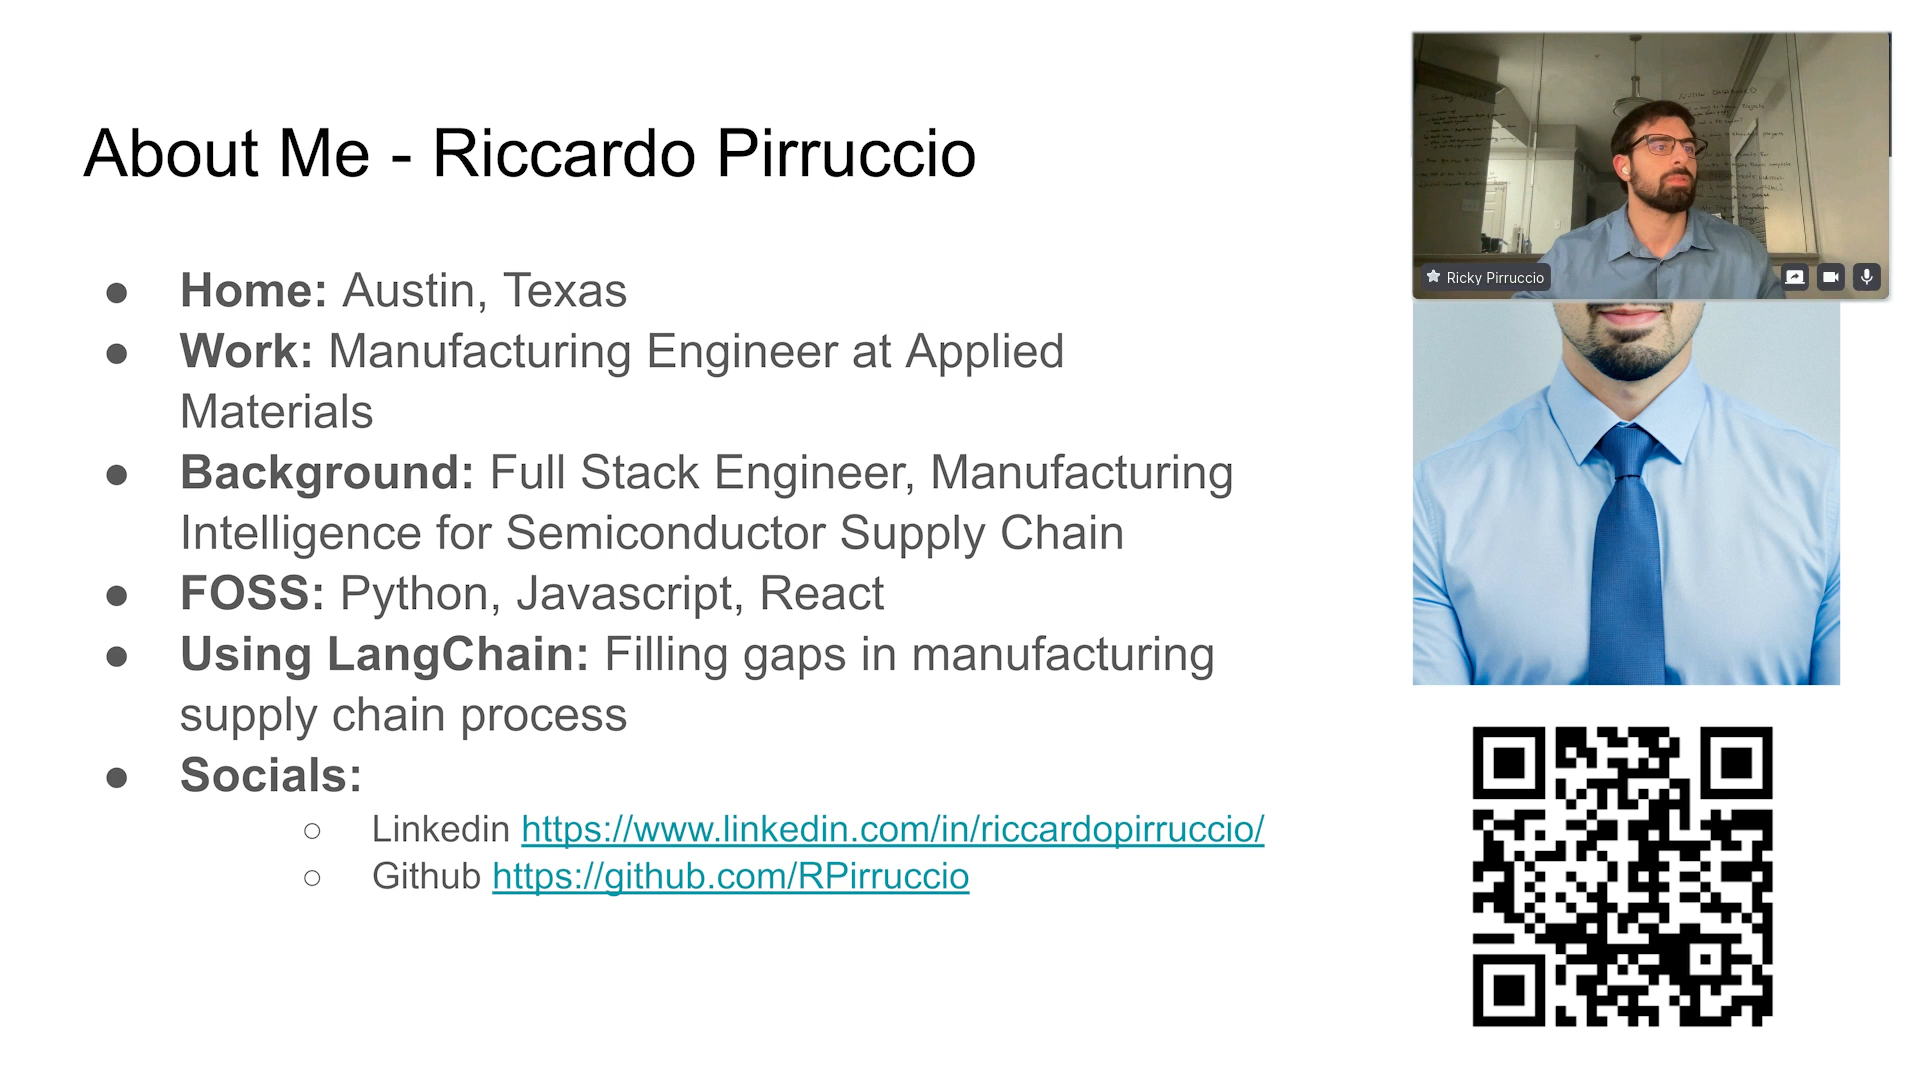 About Me - Riccardo Pirruccio
● Home: Austin, Texas
● Work: Manufacturing Engineer at Applied
Materials
● Background: Full Stack Engineer, Manufacturing
Intelligence for Semiconductor Supply Chain
● FOSS: Python, Javascript, React
● Using LangChain: Filling gaps in manufacturing
supply chain process
● Socials:
○ Linkedin https://www.linkedin.com/in/riccardopirruccio/
○ Github https://github.com/RPirruccio
Ricky Pirruccio